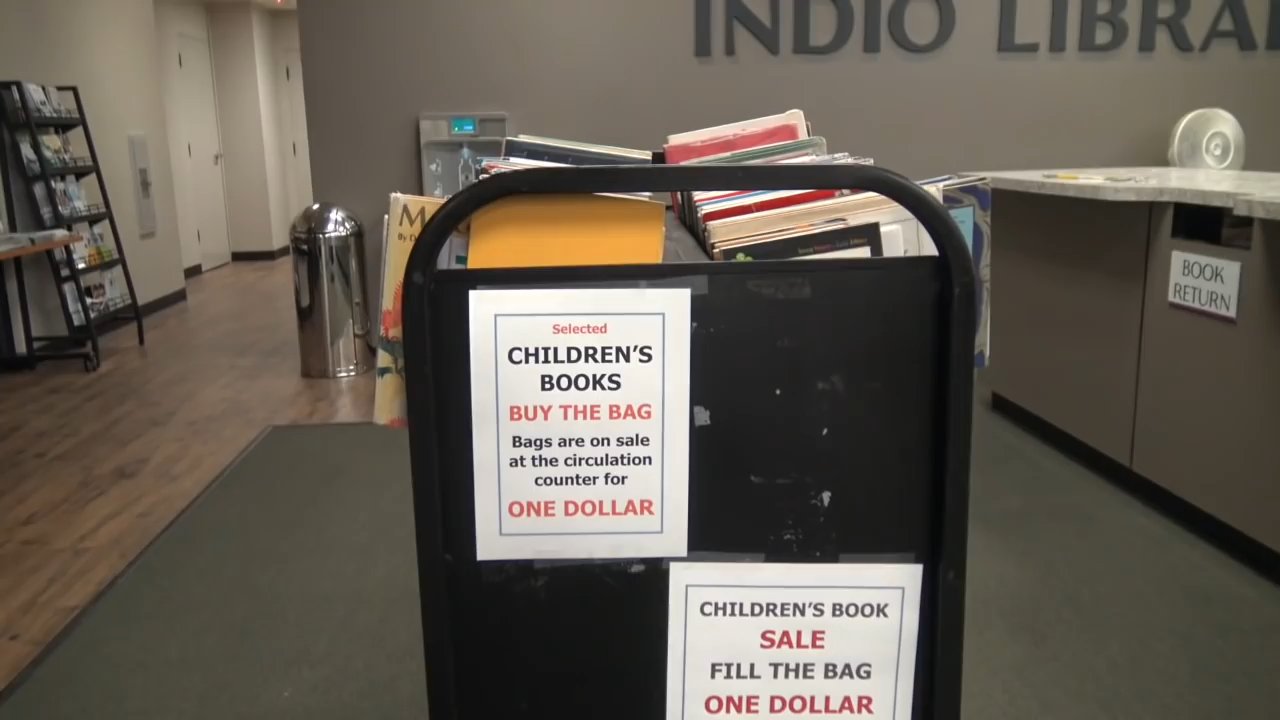 INDIO LIBRA
BOOK
RETURN
Selected
CHILDREN'S
BOOKS
BUY THE BAG
Bags are on sale
at the circulation
counter for
ONE DOLLAR
CHILDREN'S BOOK
SALE
FILL THE BAG
ONE DOLLAR